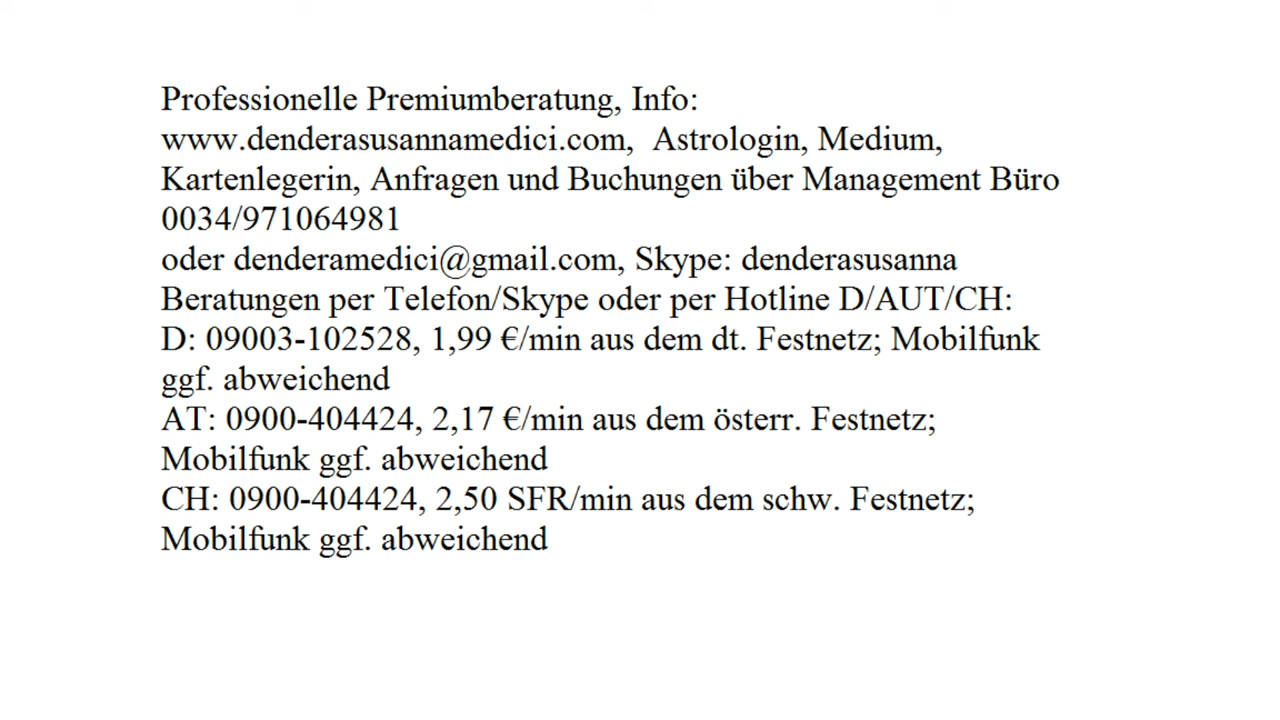 Professionelle Premiumberatung, Info:
www.denderasusannamedici.com,  Astrologin, Medium,
Kartenlegerin, Anfragen und Buchungen über Management Büro
0034/971064981
oder denderamedici@gmail.com, Skype: denderasusanna
Beratungen per Telefon/Skype oder per Hotline D/AUT/CH:
D: 09003-102528, 1,99 €/min aus dem dt. Festnetz; Mobilfunk
ggf. abweichend
AT: 0900-404424, 2,17 €/min aus dem österr. Festnetz;
Mobilfunk ggf. abweichend
CH: 0900-404424, 2,50 SFR/min aus dem schw. Festnetz;
Mobilfunk ggf. abweichend